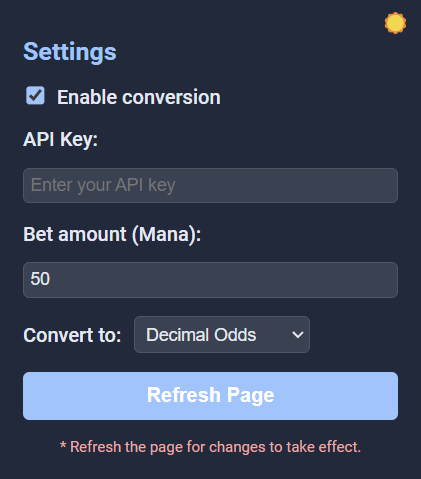 Settings
Enable conversion
API Key:
Enter your API key
Bet amount (Mana):
50
Convert to: Decimal Odds
Refresh Page
* Refresh the page for changes to take effect.